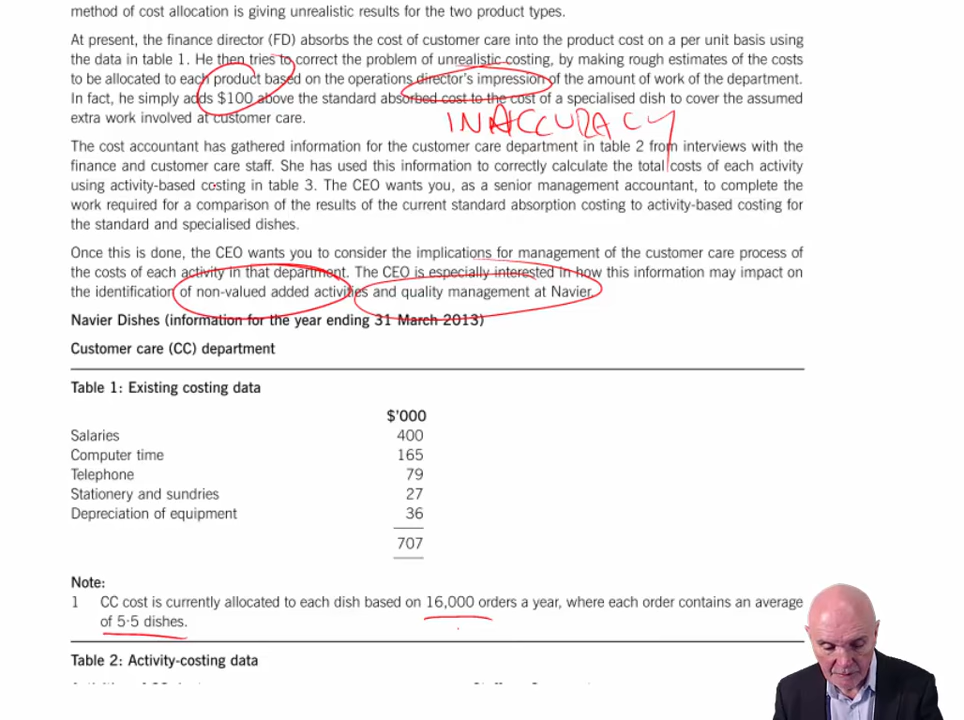 method of cost allocation is giving unrealistic results for the two product types.
At present, the finance director (FD) absorbs the cost of customer care into the product cost on a per unit basis using
the data in table 1. He then tries to correct the problem of unrealistic costing, by making rough estimates of the costs
to be allocated to each product based on the operations director's impression of the amount of work of the department.
In fact, he simply adds $100 above the standard absorbed cost to the cost of a specialised dish to cover the assumed
extra work involved at customer care.
INACCURACY
The cost accountant has gathered information for the customer care department in table 2 from interviews with the
finance and customer care staff. She has used this information to correctly calculate the total costs of each activity
using activity-based costing in table 3. The CEO wants you, as a senior management accountant, to complete the
work required for a comparison of the results of the current standard absorption costing to activity-based costing for
the standard and specialised dishes.
Once this is done, the CEO wants you to consider the implications for management of the customer care process of
the costs of each activity in that department. The CEO is especially interested in how this information may impact on
the identification of non-valued added activities and quality management at Navier.
Navier Dishes (information for the year ending 31 March 2013)
Customer care (CC) department
Table 1: Existing costing data
$'000
Salaries 400
Computer time 165
Telephone 79
Stationery and sundries 27
Depreciation of equipment 36
707
Note:
1 CC cost is currently allocated to each dish based on 16,000 orders a year, where each order contains an average
of 5·5 dishes.
Table 2: Activity-costing data